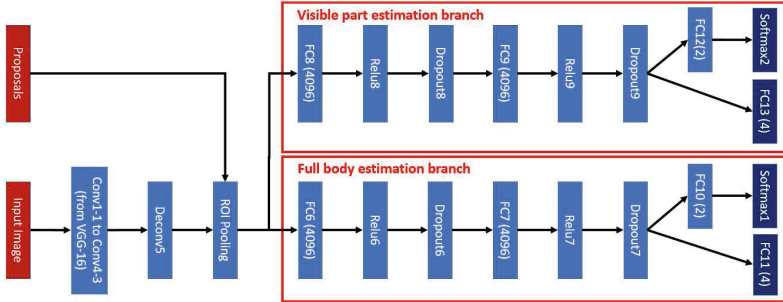 Visible part estimation branch
Proposals
FC8 (4096)
Relu8
Dropout8
FC9 (4096)
Relu9
Dropout9
FC12(2)
Softmax2
FC13 (4)
Full body estimation branch
Input Image
Conv1-1 to Conv4-3
(from VGG-16)
Deconv5
ROI Pooling
FC6 (4096)
Relu6
Dropout6
FC7 (4096)
Relu7
Dropout7
FC10 (2)
Softmax1
FC11 (4)